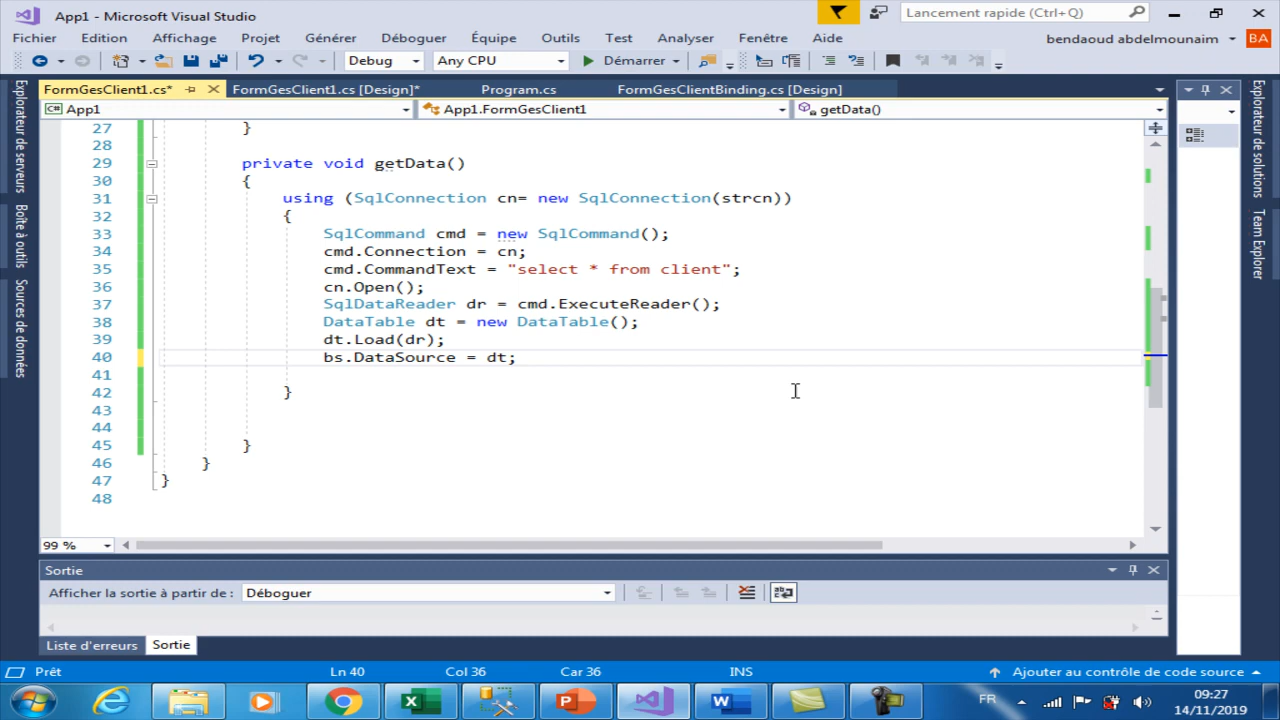 App1 - Microsoft Visual Studio
Lancement rapide (Ctrl+Q)
Fichier Edition Affichage Projet Générer Déboguer Équipe Outils Test Analyser Fenêtre Aide bendaoud abdelmounaim BA
Debug Any CPU Démarrer
FormGesClient1.cs* FormGesClient1.cs [Design]* Program.cs FormGesClientBinding.cs [Design]
C# App1 App1.FormGesClient1 getData()
Explorateur de serveurs
Boîte à outils
Sources de données
27 }
28
29 private void getData()
30 {
31 using (SqlConnection cn= new SqlConnection(strcn))
32 {
33 SqlCommand cmd = new SqlCommand();
34 cmd.Connection = cn;
35 cmd.CommandText = "select * from client";
36 cn.Open();
37 SqlDataReader dr = cmd.ExecuteReader();
38 DataTable dt = new DataTable();
39 dt.Load(dr);
40 bs.DataSource = dt;
41
42 }
43
44
45 }
46 }
47 }
48
Explorateur de solutions
Team Explorer
99 %
Sortie
Afficher la sortie à partir de : Déboguer
Liste d'erreurs Sortie
Prêt Ln 40 Col 36 Car 36 INS Ajouter au contrôle de code source
FR 09:27
14/11/2019